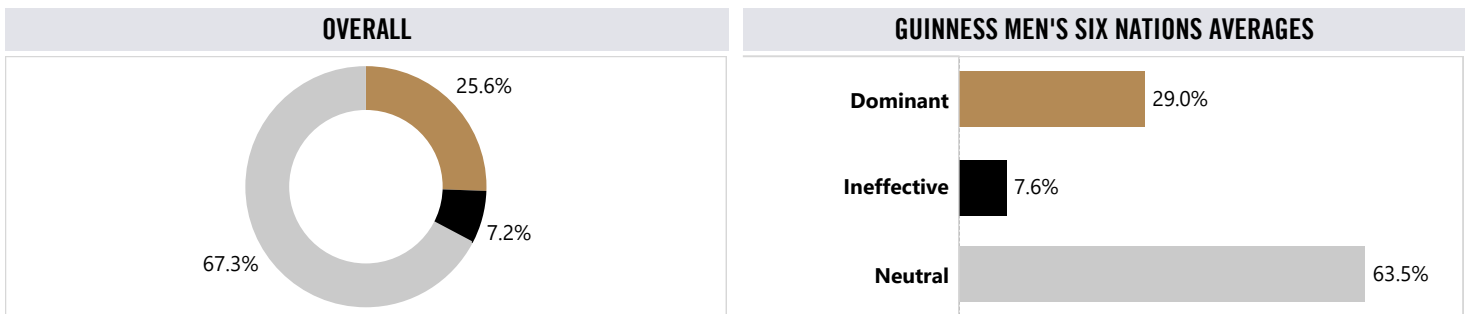 OVERALL
25.6%
7.2%
67.3%
GUINNESS MEN'S SIX NATIONS AVERAGES
Dominant 29.0%
Ineffective 7.6%
Neutral 63.5%